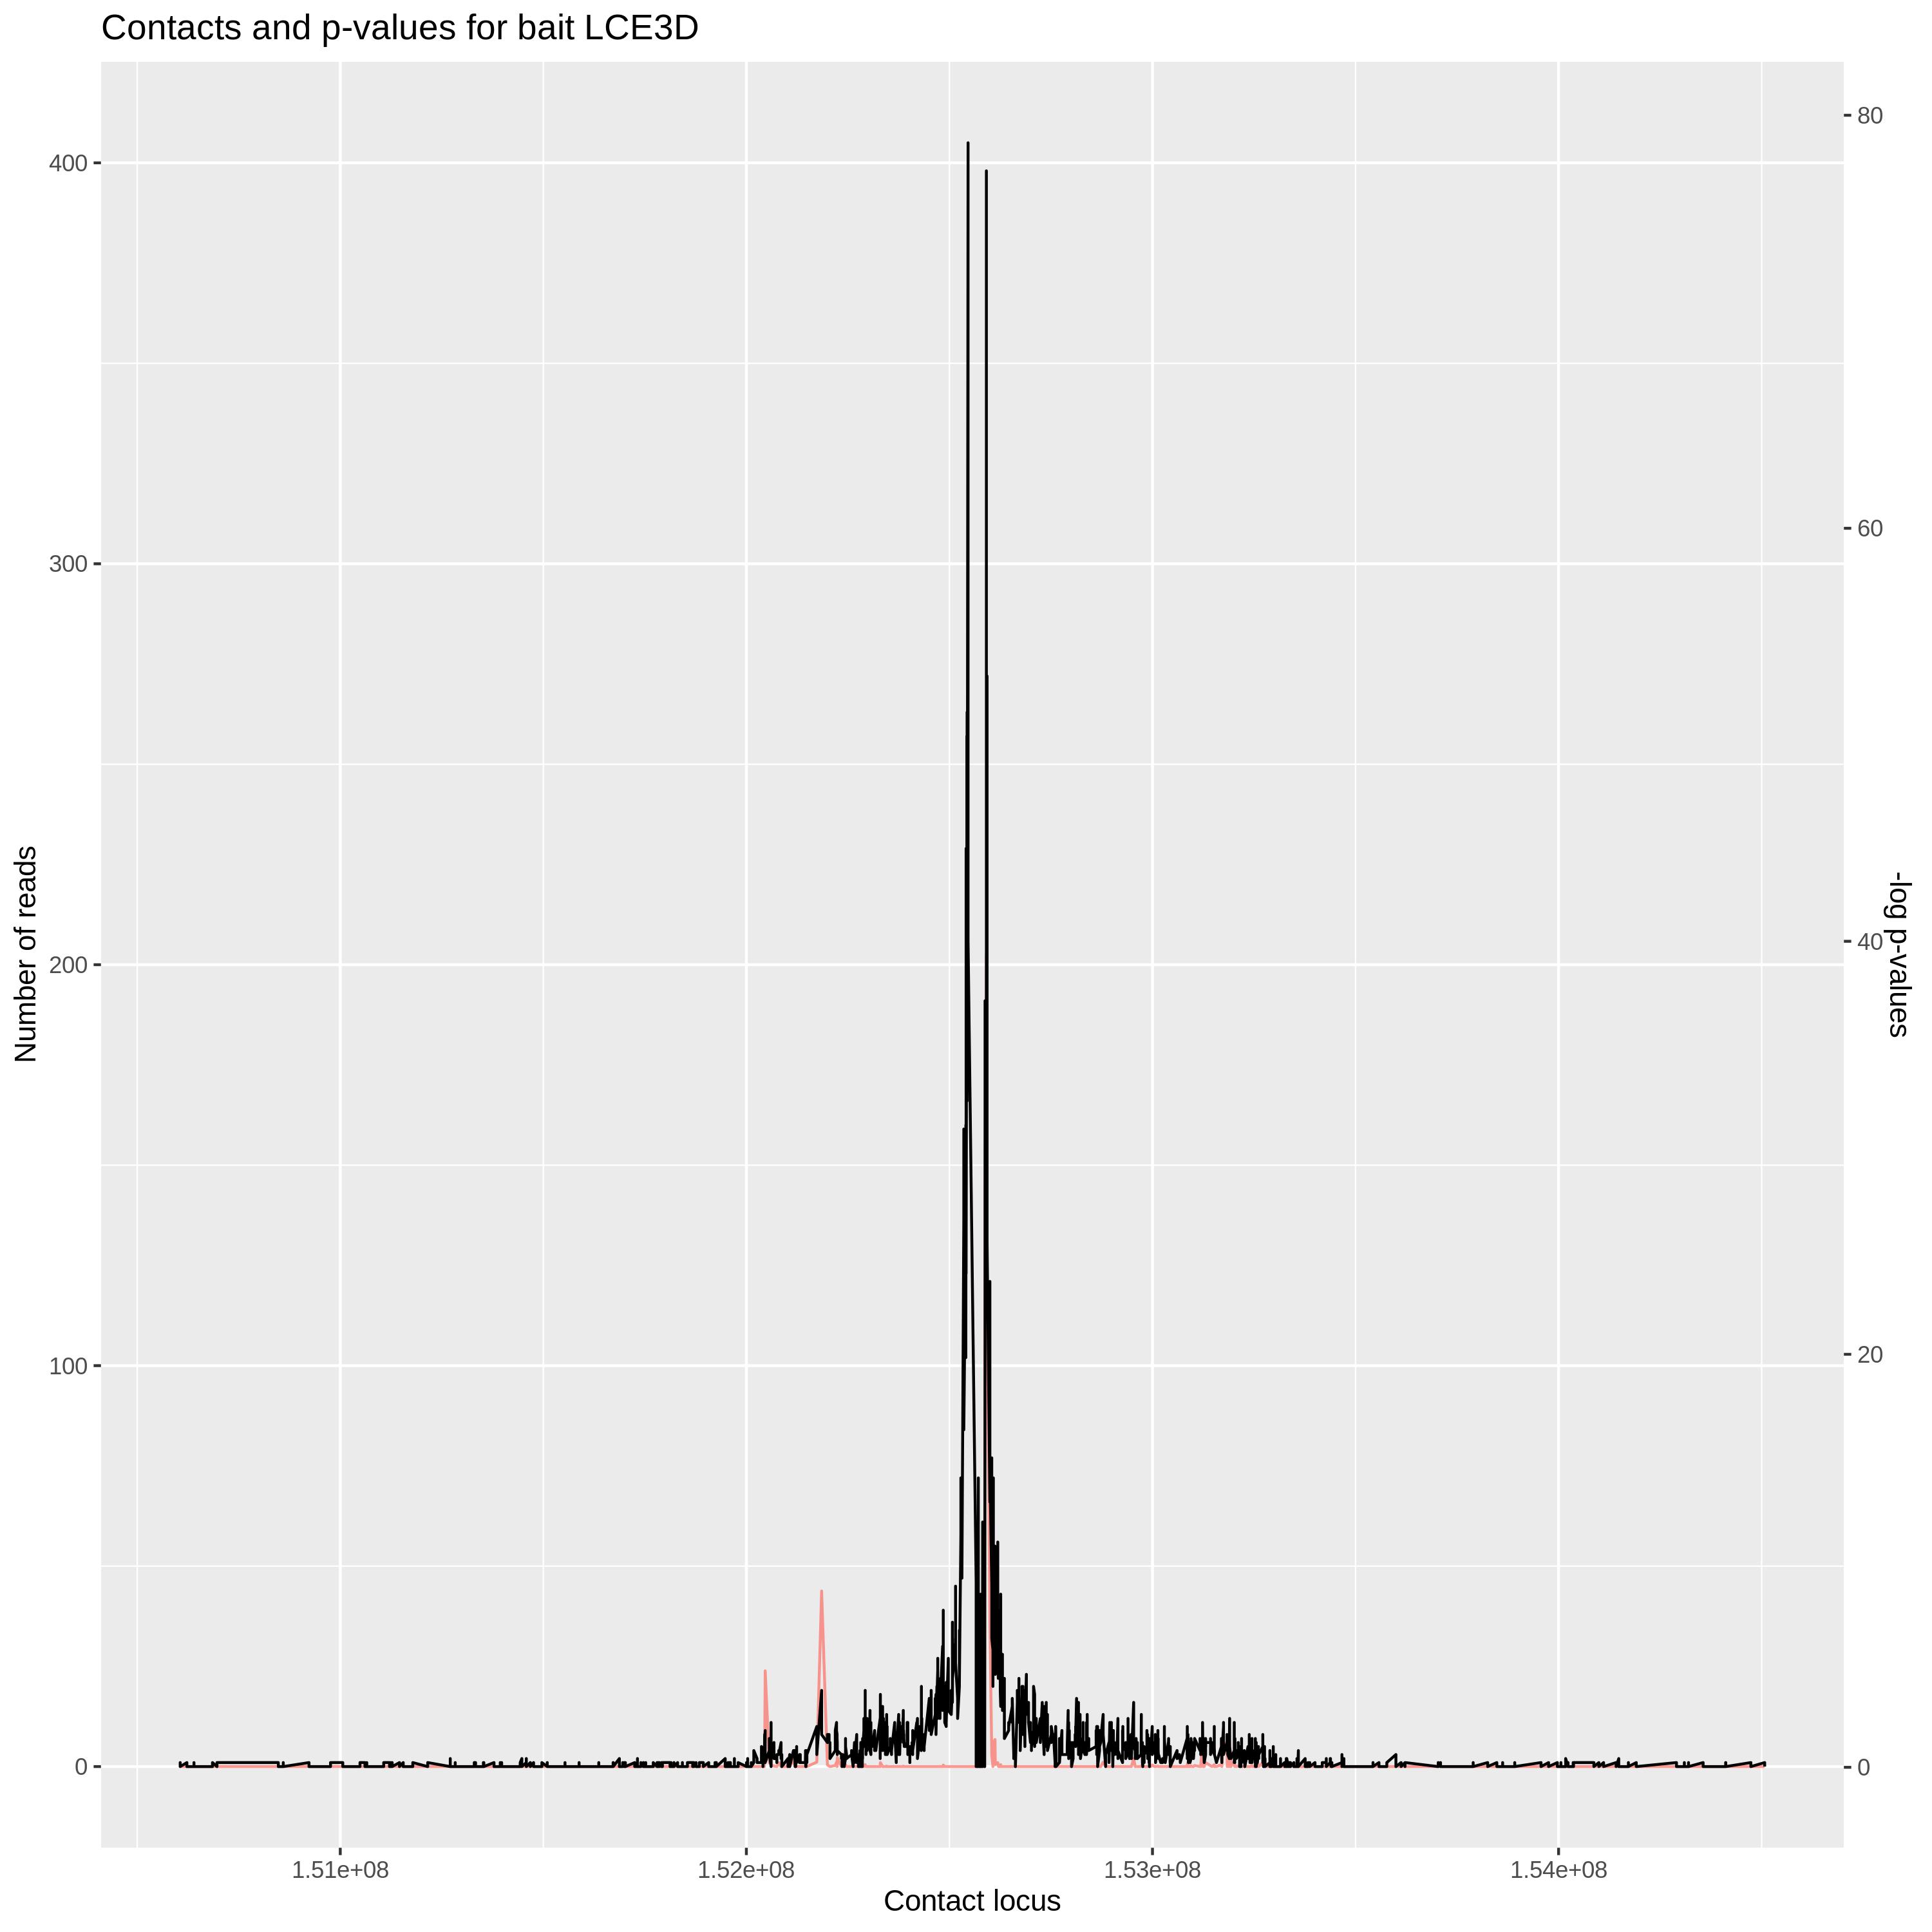 Contacts and p-values for bait LCE3D
400
300
200
100
0
Number of reads
80
60
40
20
0
-log p-values
1.51e+08
1.52e+08
1.53e+08
1.54e+08
Contact locus